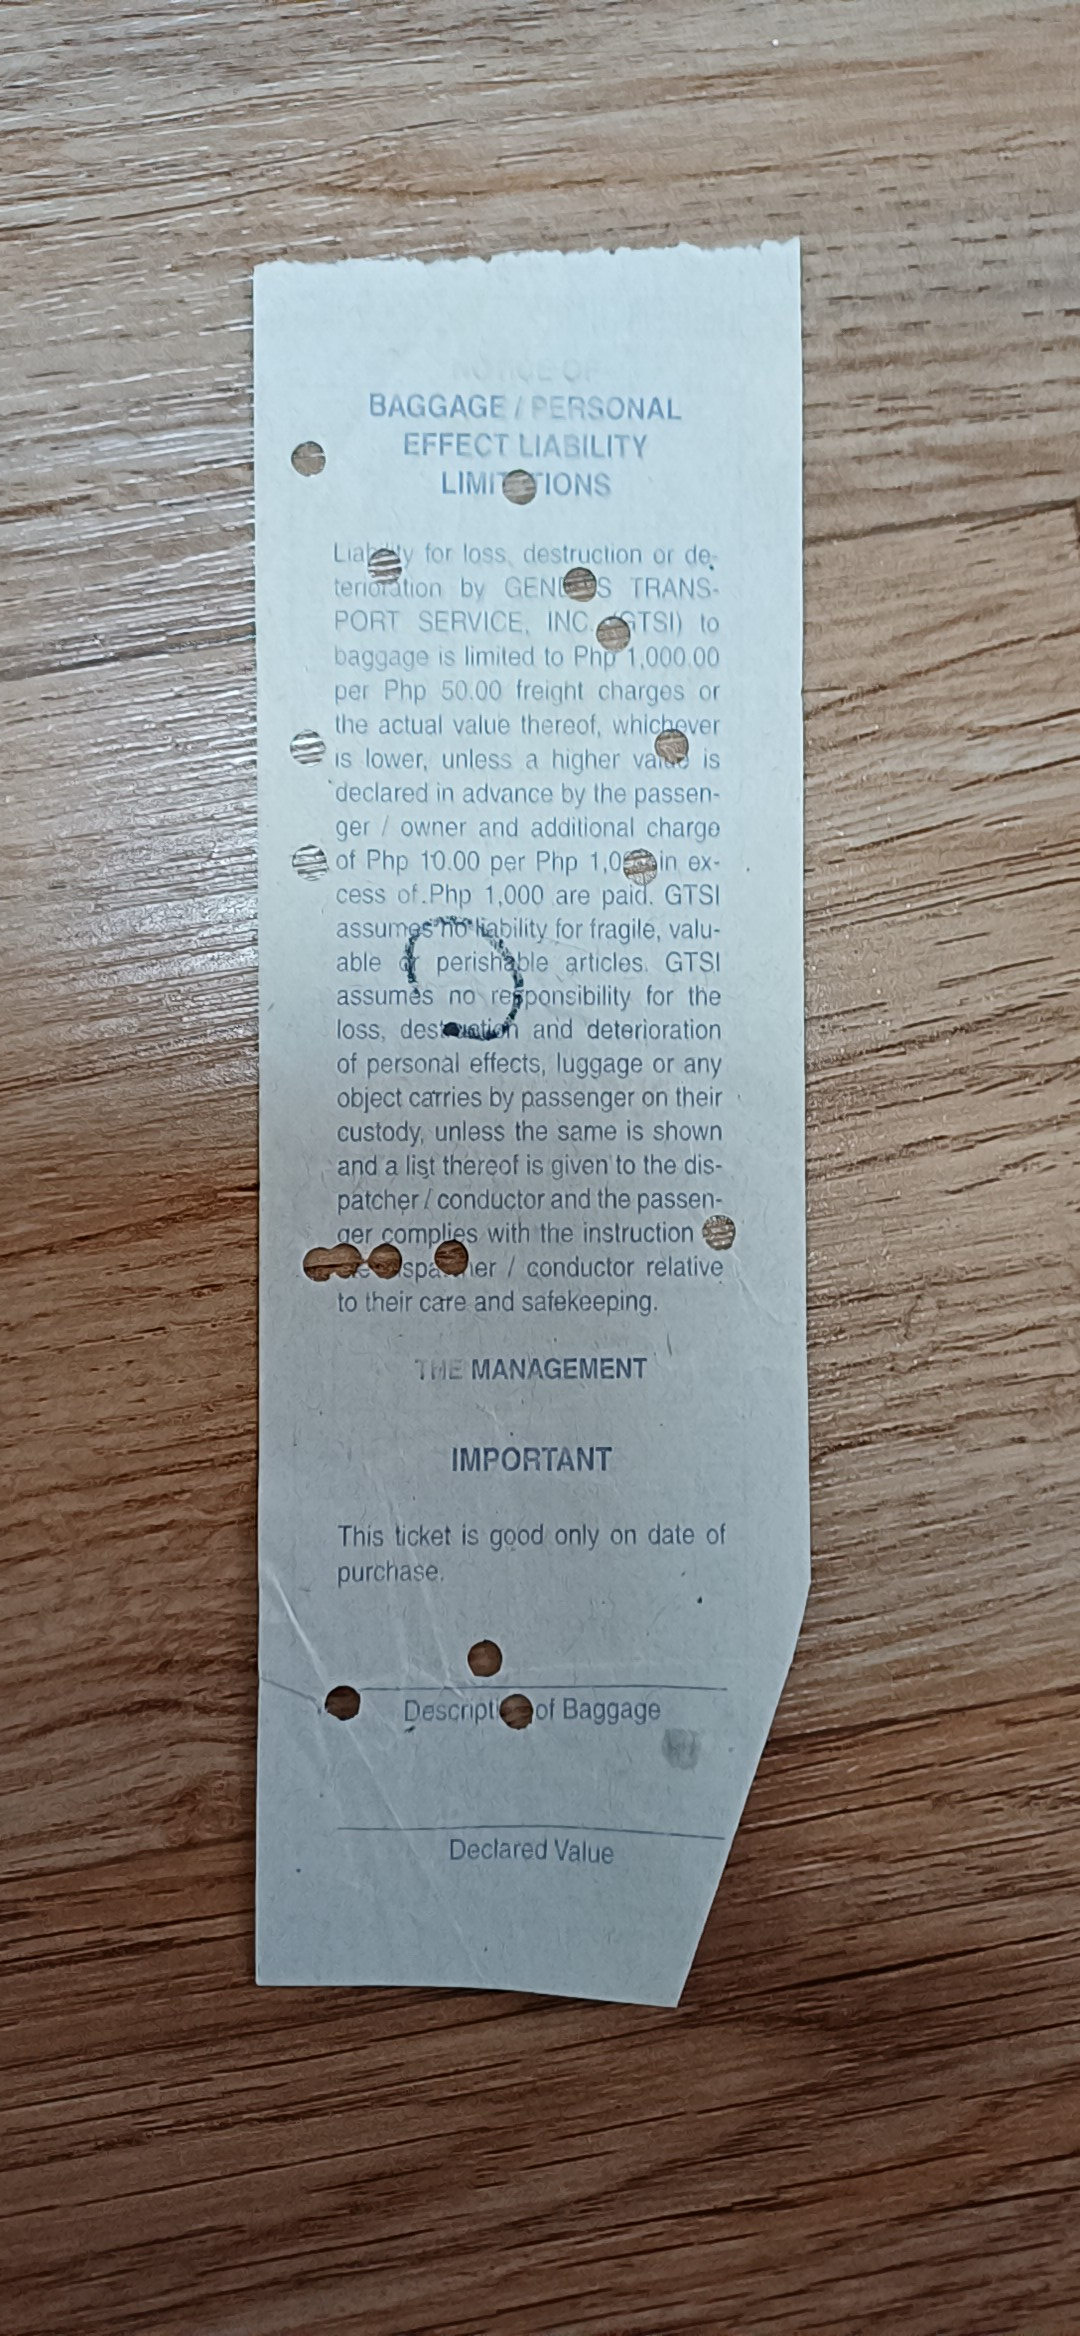 NOTICE OF
BAGGAGE / PERSONAL
EFFECT LIABILITY
LIMITATIONS
Liability for loss, destruction or de-
terioration by GENESIS TRANS-
PORT SERVICE, INC. (GTSI) to
baggage is limited to Php 1,000.00
per Php 50.00 freight charges or
the actual value thereof, whichever
is lower, unless a higher value is
declared in advance by the passen-
ger / owner and additional charge
of Php 10.00 per Php in ex-
cess of Php 1,000 are paid. GTSI
assumes no liability for fragile, valu-
able or perishable articles. GTSI
assumes no responsibility for the
loss, destruction and deterioration
of personal effects, luggage or any
object carries by passenger on their
custody, unless the same is shown
and a list thereof is given to the dis-
patcher / conductor and the passen-
ger complies with the instruction
dispatcher / conductor relative
to their care and safekeeping.
THE MANAGEMENT
IMPORTANT
This ticket is good only on date of
purchase.
Description of Baggage
Declared Value